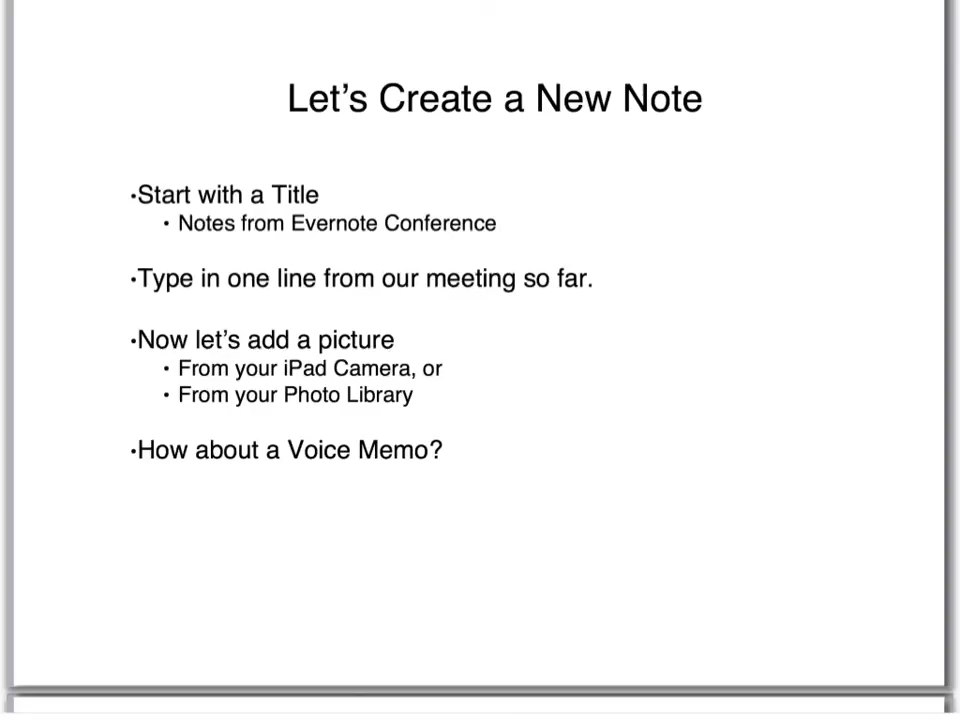 Let's Create a New Note
•Start with a Title
• Notes from Evernote Conference
•Type in one line from our meeting so far.
•Now let's add a picture
• From your iPad Camera, or
• From your Photo Library
•How about a Voice Memo?